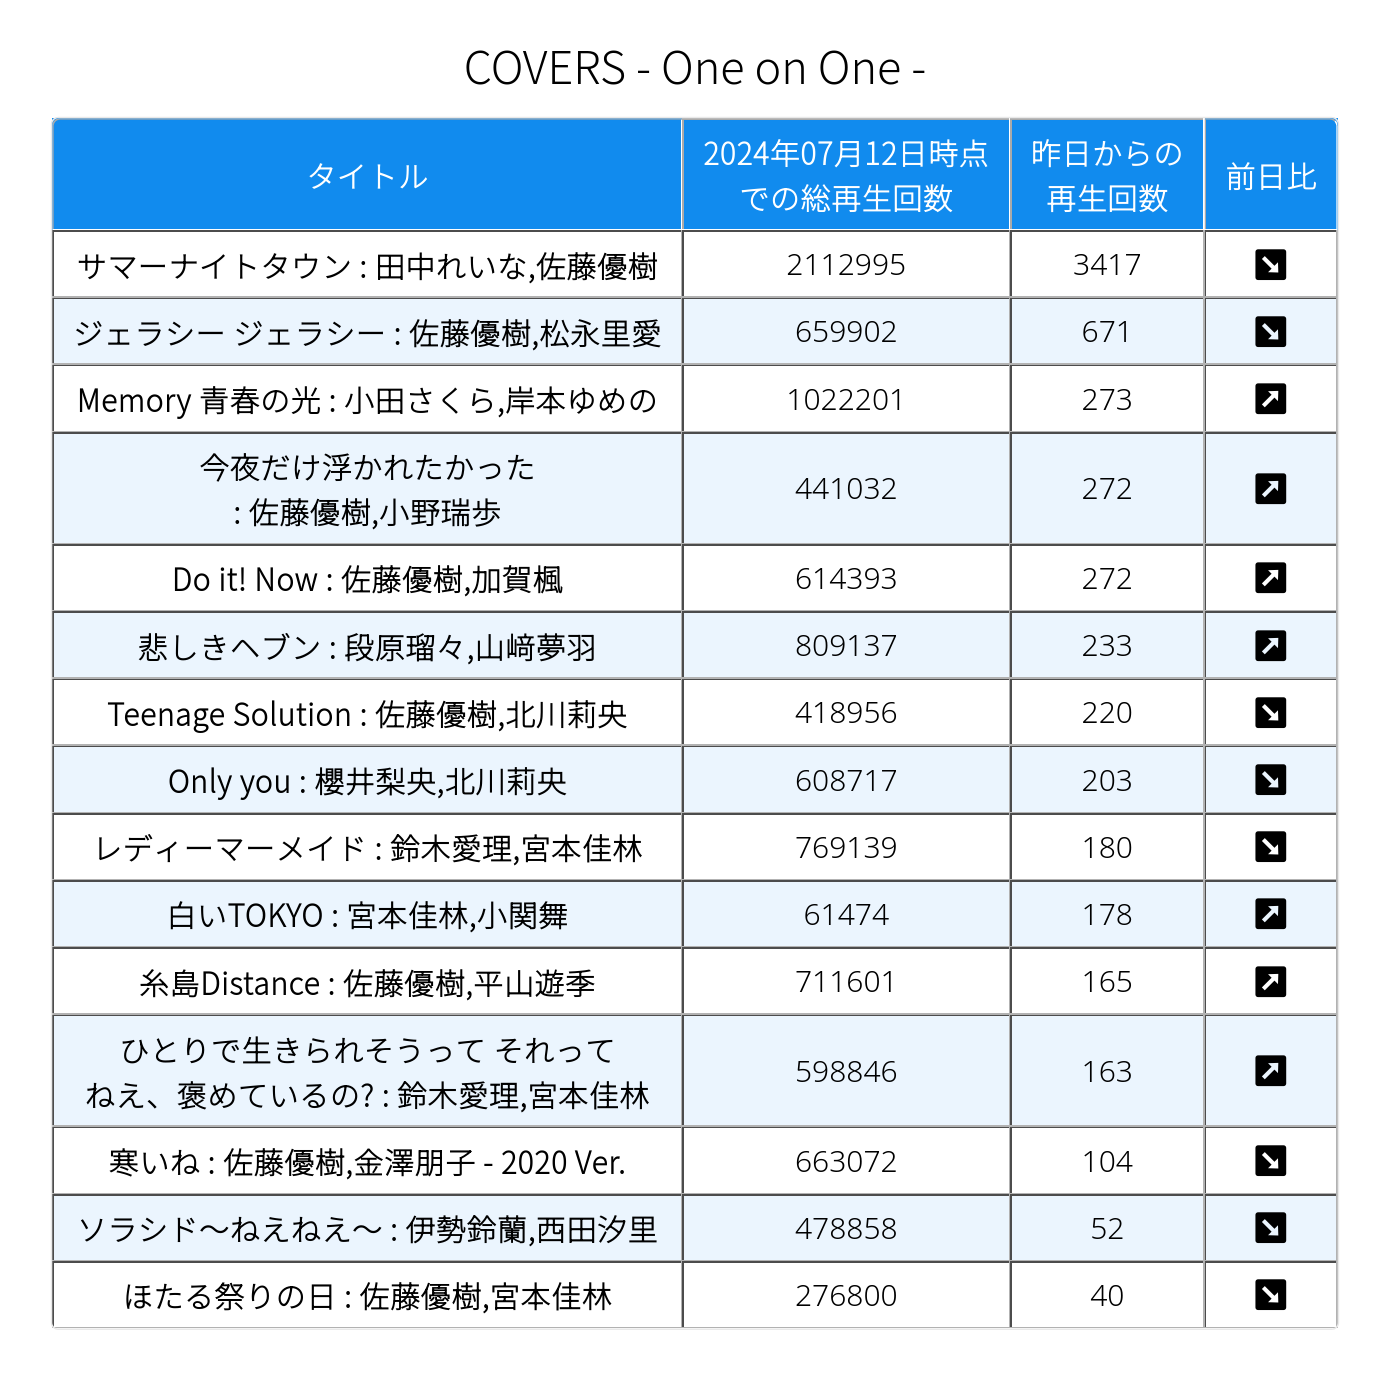 COVERS - One on One -
タイトル
2024年07月12日時点
での総再生回数
昨日からの
再生回数
前日比
サマーナイトタウン : 田中れいな,佐藤優樹
2112995
3417
ジェラシー ジェラシー : 佐藤優樹,松永里愛
659902
671
Memory 青春の光 : 小田さくら,岸本ゆめの
1022201
273
今夜だけ浮かれたかった
: 佐藤優樹,小野瑞歩
441032
272
Do it! Now : 佐藤優樹,加賀楓
614393
272
悲しきヘブン : 段原瑠々,山﨑夢羽
809137
233
Teenage Solution : 佐藤優樹,北川莉央
418956
220
Only you : 櫻井梨央,北川莉央
608717
203
レディーマーメイド : 鈴木愛理,宮本佳林
769139
180
白いTOKYO : 宮本佳林,小関舞
61474
178
糸島Distance : 佐藤優樹,平山遊季
711601
165
ひとりで生きられそうって それって
ねえ、褒めているの? : 鈴木愛理,宮本佳林
598846
163
寒いね : 佐藤優樹,金澤朋子 - 2020 Ver.
663072
104
ソラシド～ねえねえ～ : 伊勢鈴蘭,西田汐里
478858
52
ほたる祭りの日 : 佐藤優樹,宮本佳林
276800
40